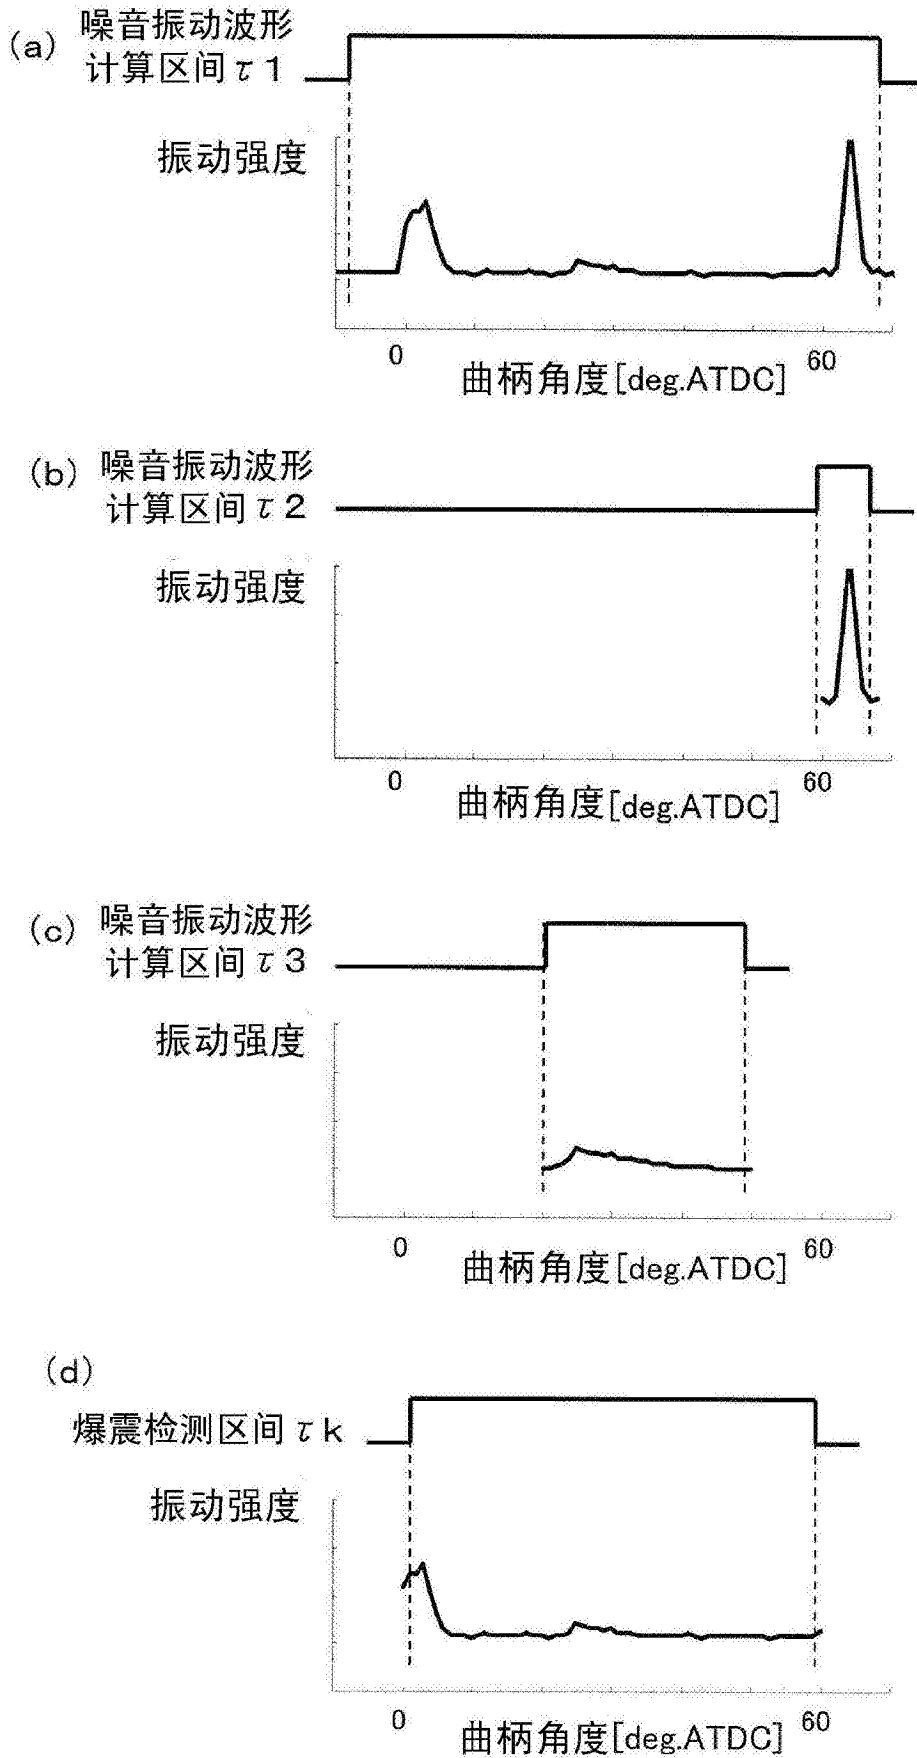 (a) 噪音振动波形
计算区间τ1
振动强度
0
60
曲柄角度[deg.ATDC]
(b) 噪音振动波形
计算区间τ2
振动强度
0
60
曲柄角度[deg.ATDC]
(c) 噪音振动波形
计算区间τ3
振动强度
0
60
曲柄角度[deg.ATDC]
(d)
爆震检测区间τk
振动强度
0
60
曲柄角度[deg.ATDC]